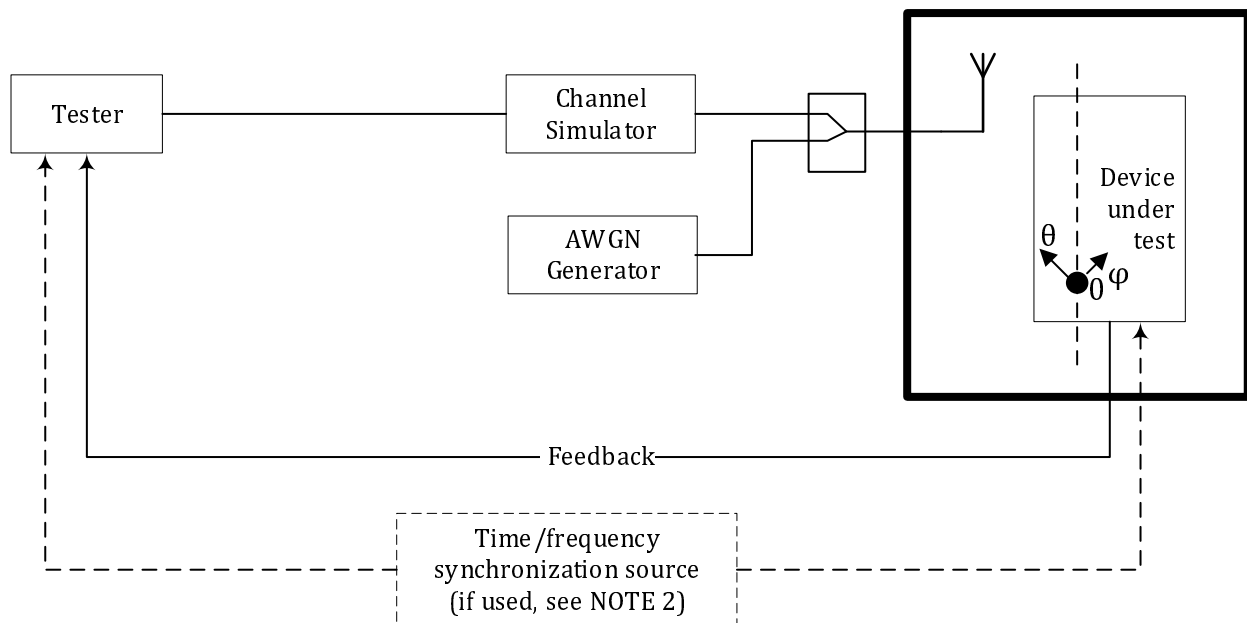 Tester
Channel
Simulator
AWGN
Generator
Device
under
test
θ
0
φ
Feedback
Time/frequency
synchronization source
(if used, see NOTE 2)